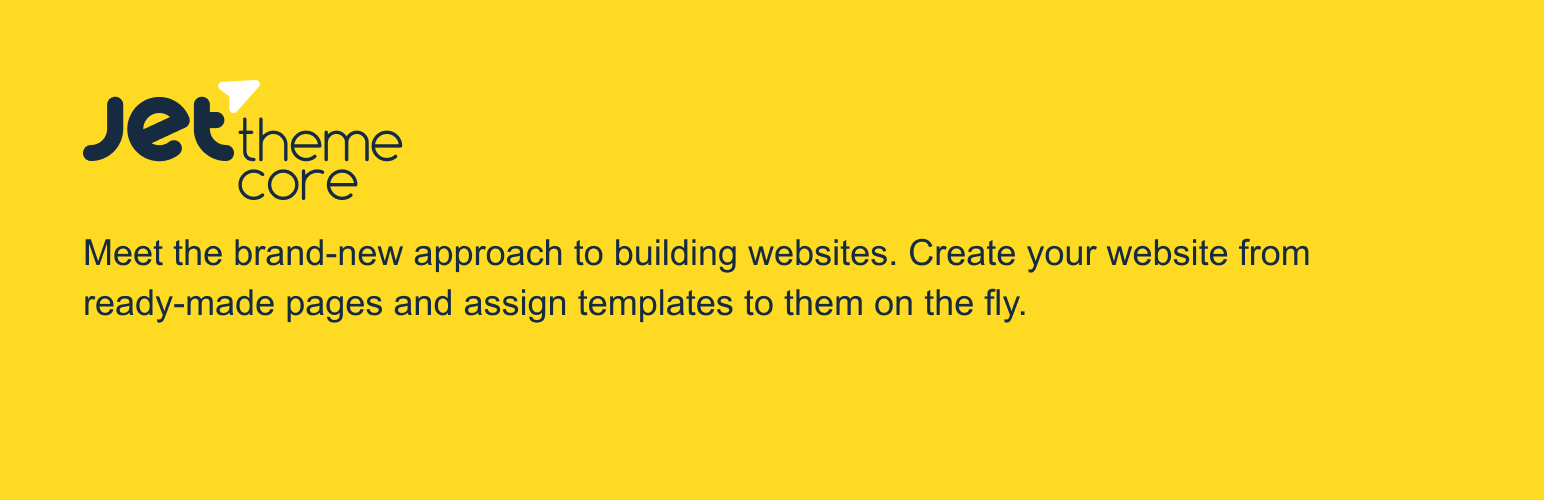 Jet theme
core
Meet the brand-new approach to building websites. Create your website from
ready-made pages and assign templates to them on the fly.